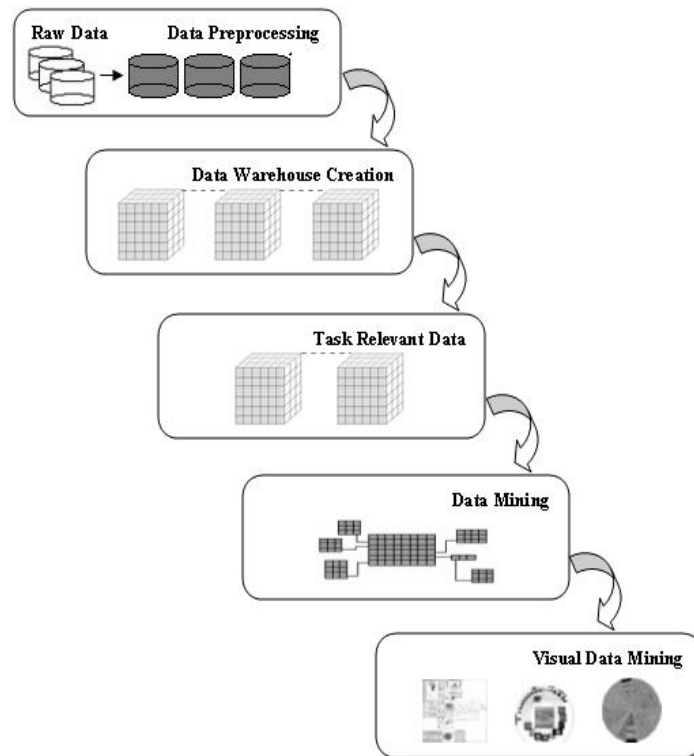 Raw Data
Data Preprocessing
Data Warehouse Creation
Task Relevant Data
Data Mining
Visual Data Mining